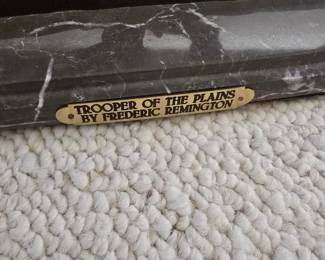 TROOPER OF THE PLAINS
BY FREDERIC REMINGTON